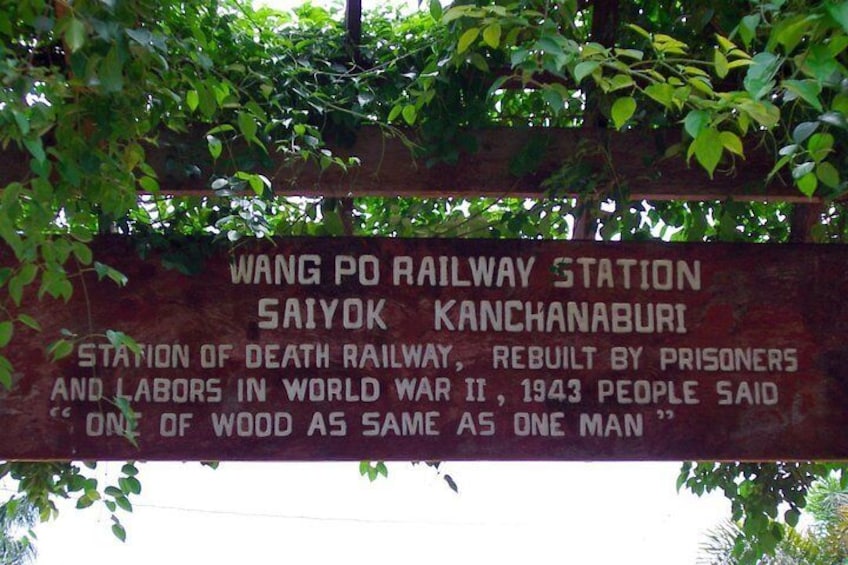 WANG PO RAILWAY STATION
SAIYOK KANCHANABURI
STATION OF DEATH RAILWAY, REBUILT BY PRISONERS
AND LABORS IN WORLD WAR II , 1943 PEOPLE SAID
“ ONE OF WOOD AS SAME AS ONE MAN ”